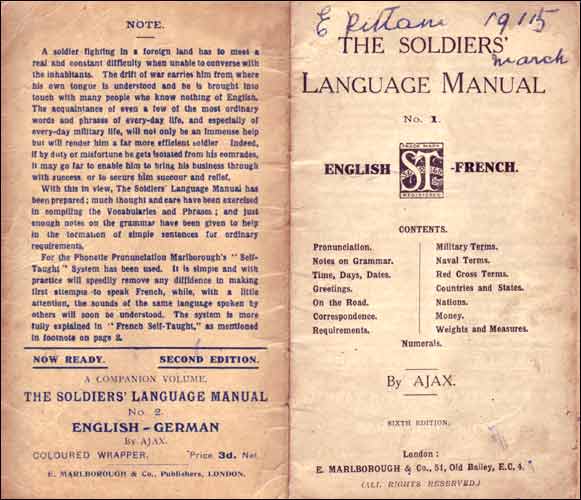 NOTE.
A soldier fighting in a foreign land has to meet a
real and constant difficulty when unable to converse with
the inhabitants. The drift of war carries him from where
his own tongue is understood and he is brought into
touch with many people who know nothing of English.
The acquaintance of even a few of the most ordinary
words and phrases of every-day life, and especially of
every-day military life, will not only be an immense help
but will render him a far more efficient soldier Indeed,
if by duty or misfortune he gets isolated from his comrades,
it may go far to enable him to bring his business through
with success or to secure him succour and relief.
With this in view, The Soldiers' Language Manual has
been prepared; much thought and care have been exercised
in compiling the Vocabularies and Phrases; and just
enough notes on the grammar have been given to help
in the formation of simple sentences for ordinary
requirements.
For the Phonetic Pronunciation Marlborough's "Self-
Taught" System has been used. It is simple and with
practice will speedily remove any diffidence in making
first attempts to speak French, while, with a little
attention, the sounds of the same language spoken by
others will soon be understood. The system is more
fully explained in "French Self-Taught," as mentioned
in footnote on page 2.
NOW READY. SECOND EDITION.
A COMPANION VOLUME.
THE SOLDIERS' LANGUAGE MANUAL
No. 2.
ENGLISH – GERMAN
By AJAX.
COLOURED WRAPPER. Price 3d. Net
E. MARLBOROUGH & Co., Publishers, LONDON.
E 1915
march
THE SOLDIERS'
LANGUAGE MANUAL
No. 1.
ENGLISH -FRENCH.
TRADE MARK
ST
REGISTERED
CONTENTS.
Pronunciation.
Notes on Grammar.
Time, Days, Dates.
Greetings.
On the Road.
Correspondence.
Requirements.
Military Terms.
Naval Terms.
Red Cross Terms.
Countries and States.
Nations.
Money.
Weights and Measures.
Numerals.
By AJAX.
SIXTH EDITION.
London:
E. MARLBOROUGH & Co., 51, Old Bailey, E.C. 4.
(ALL RIGHTS RESERVED.)